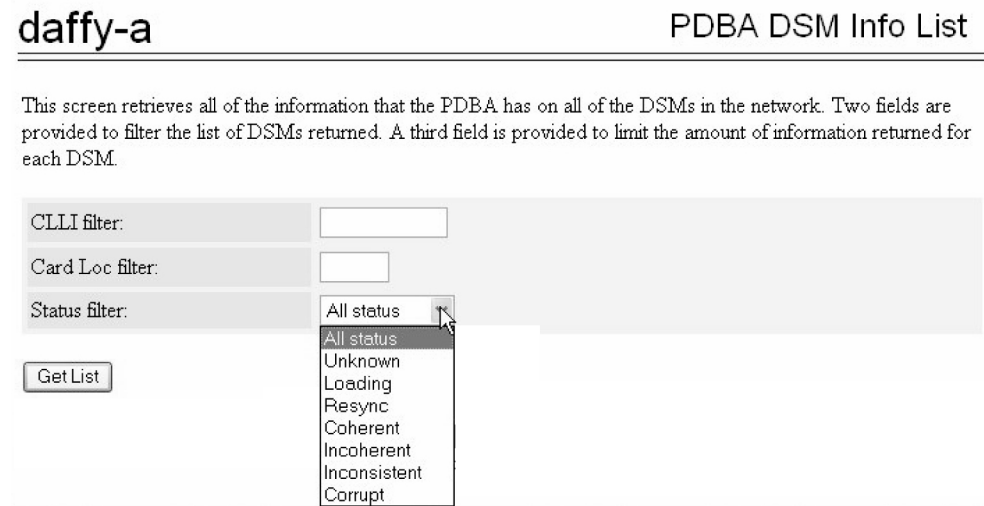 daffy-a
PDBA DSM Info List
This screen retrieves all of the information that the PDBA has on all of the DSMs in the network. Two fields are
provided to filter the list of DSMs returned. A third field is provided to limit the amount of information returned for
each DSM.
CLLI filter:
Card Loc filter:
Status filter:
All status
All status
Unknown
Loading
Resync
Coherent
Incoherent
Inconsistent
Corrupt
Get List